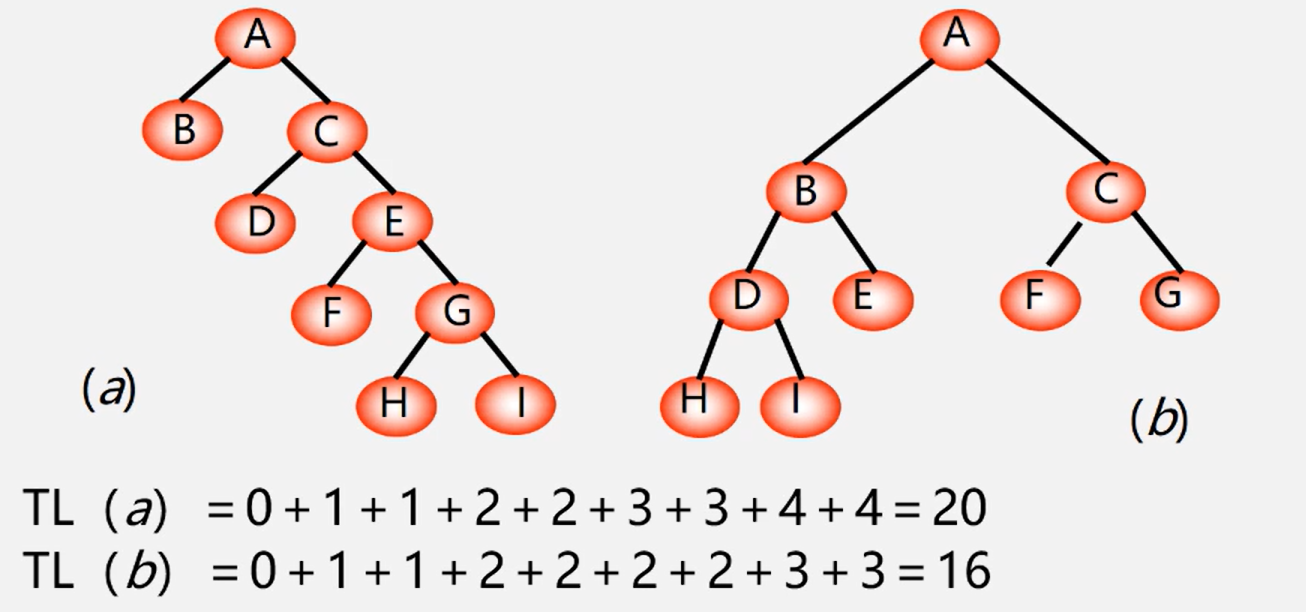 A
A
B
C
B
C
D
E
D
E
F
G
F
G
H
I
H
I
(a)
(b)
TL (a) =0+1+1+2+2+3+3+4+4=20
TL (b) =0+1+1+2+2+2+2+3+3=16